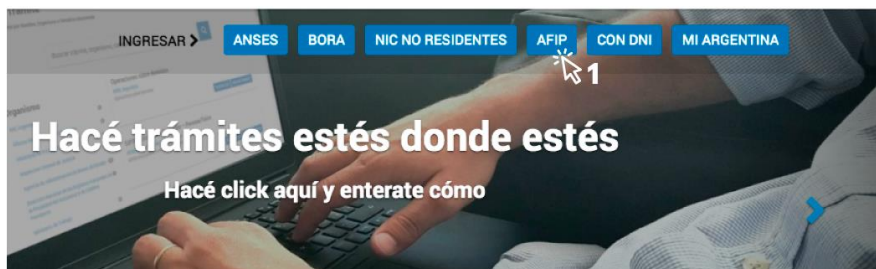 INGRESAR > ANSES BORA NIC NO RESIDENTES AFIP CON DNI MI ARGENTINA
1
Hacé trámites estés donde estés
Hacé click aquí y enterate cómo